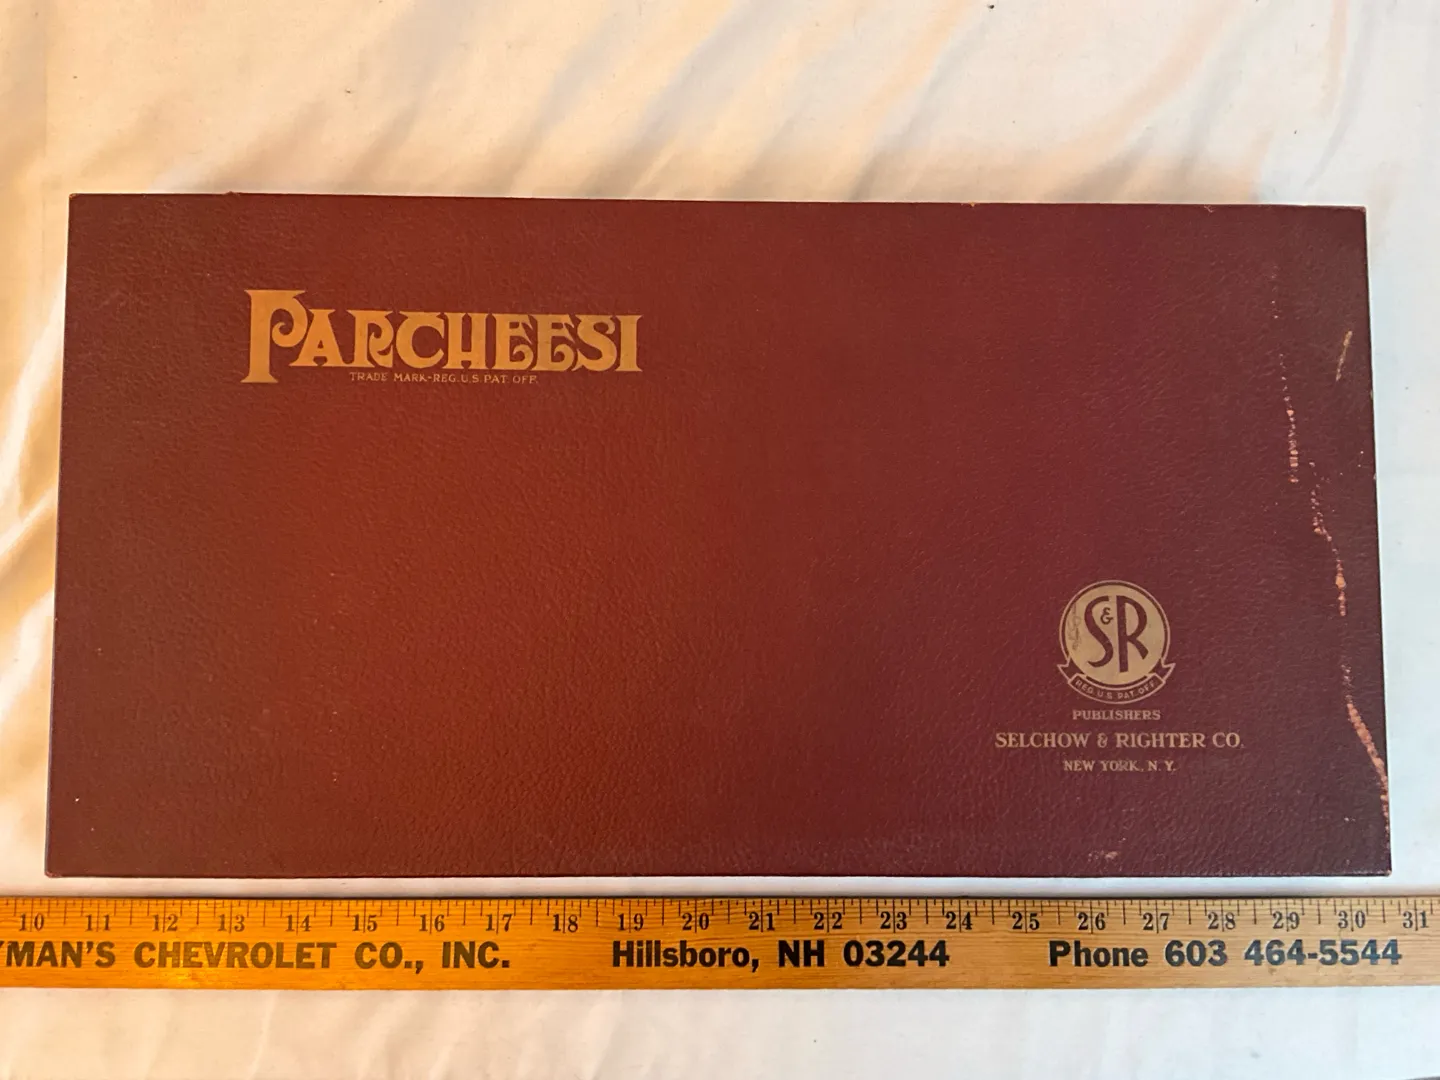 PARCHEESI
TRADE MARK-REG.U.S.PAT. OFF.
S&R
REG. U.S. PAT. OFF.
PUBLISHERS
SELCHOW & RIGHTER CO.
NEW YORK, N. Y.
10 11 12 13 14 15 16 17 18 19 20 21 22 23 24 25 26 27 28 29 30 31
YMAN'S CHEVROLET CO., INC. Hillsboro, NH 03244 Phone 603 464-5544